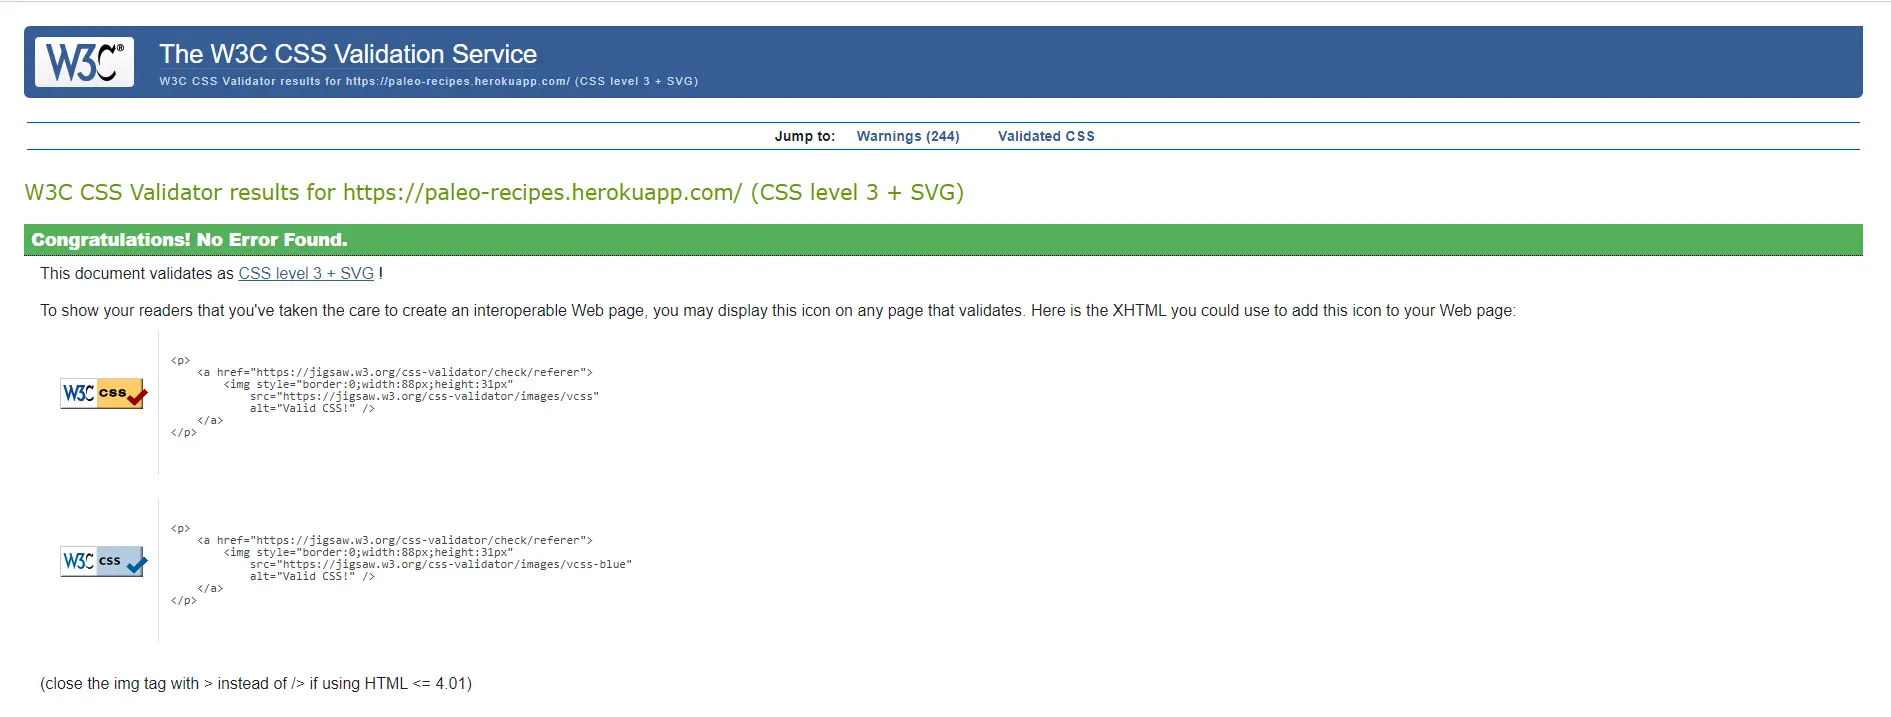 W3C®
The W3C CSS Validation Service
W3C CSS Validator results for https://paleo-recipes.herokuapp.com/ (CSS level 3 + SVG)
Jump to: Warnings (244) Validated CSS
W3C CSS Validator results for https://paleo-recipes.herokuapp.com/ (CSS level 3 + SVG)
Congratulations! No Error Found.
This document validates as CSS level 3 + SVG !
To show your readers that you've taken the care to create an interoperable Web page, you may display this icon on any page that validates. Here is the XHTML you could use to add this icon to your Web page:
W3C css
<p>
<a href="https://jigsaw.w3.org/css-validator/check/referer">
<img style="border:0;width:88px;height:31px"
src="https://jigsaw.w3.org/css-validator/images/vcss"
alt="Valid CSS!" />
</a>
</p>
W3C css
<p>
<a href="https://jigsaw.w3.org/css-validator/check/referer">
<img style="border:0;width:88px;height:31px"
src="https://jigsaw.w3.org/css-validator/images/vcss-blue"
alt="Valid CSS!" />
</a>
</p>
(close the img tag with > instead of /> if using HTML <= 4.01)